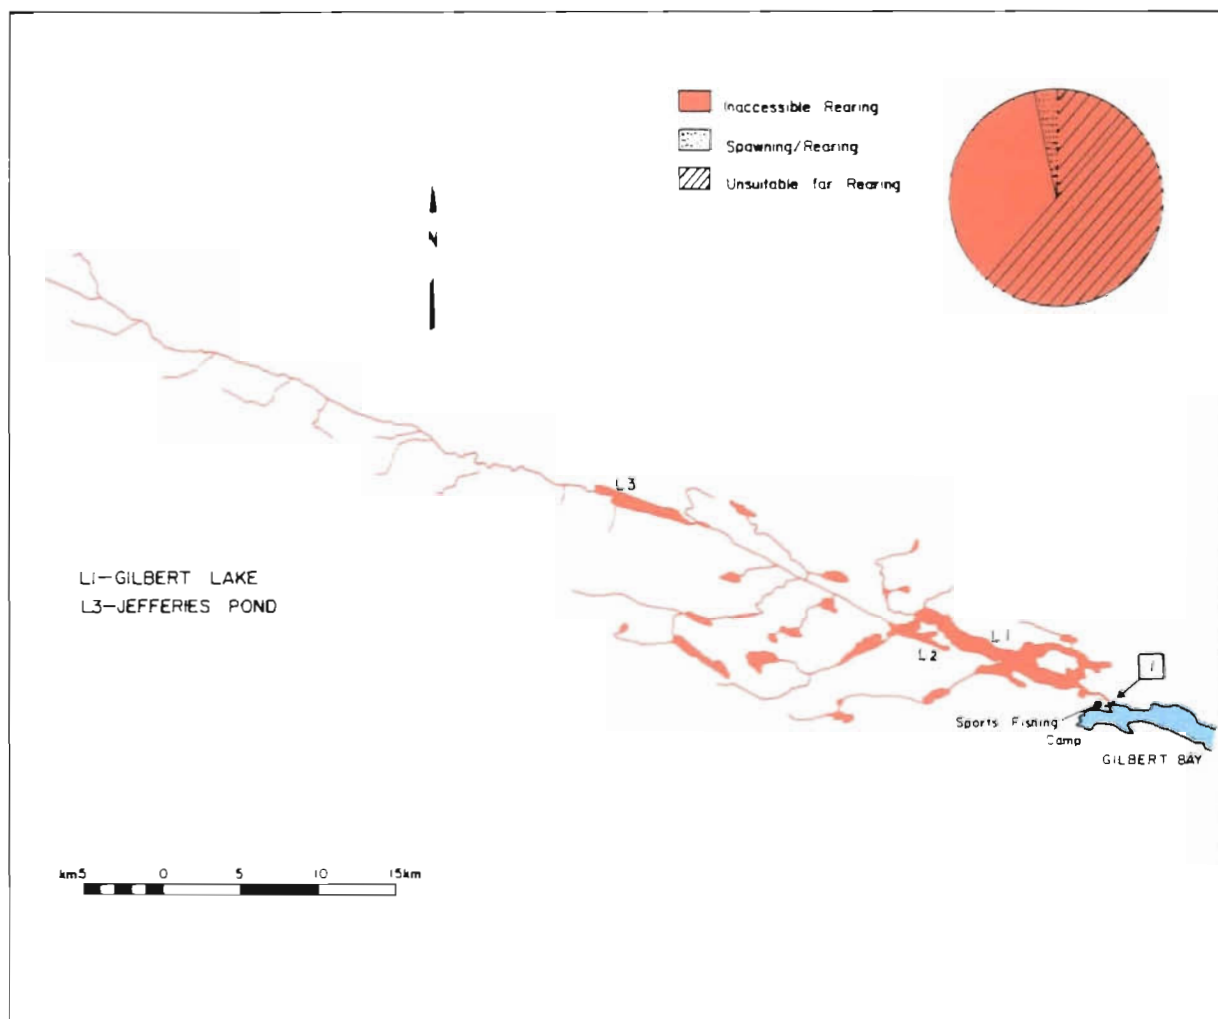 Inaccessible Rearing
Spawning/Rearing
Unsuitable for Rearing
N
L3
L1-GILBERT LAKE
L3-JEFFERIES POND
L1
L2
1
Sports Fishing
Camp
GILBERT BAY
km5 0 5 10 15km